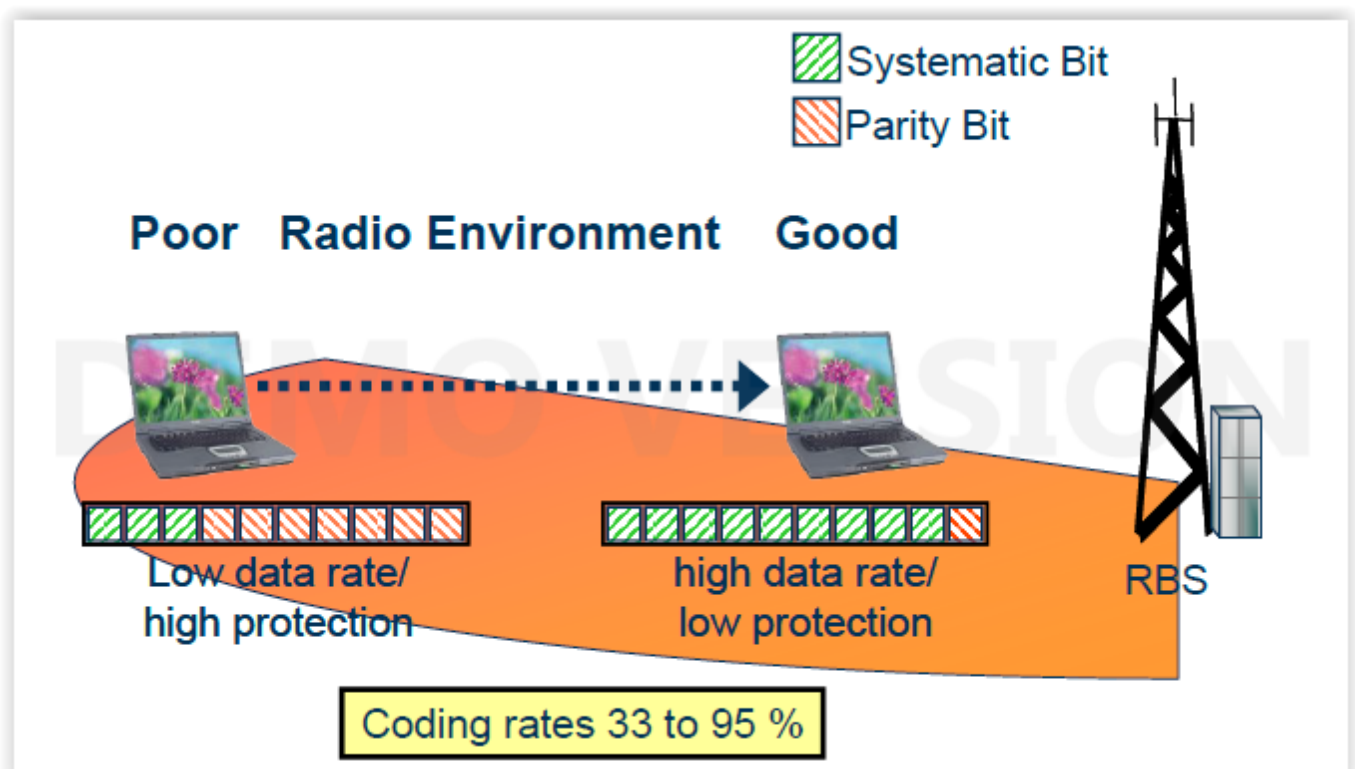 Systematic Bit
Parity Bit
Poor Radio Environment Good
DEMO VERSION
Low data rate/
high protection
high data rate/
low protection
RBS
Coding rates 33 to 95 %